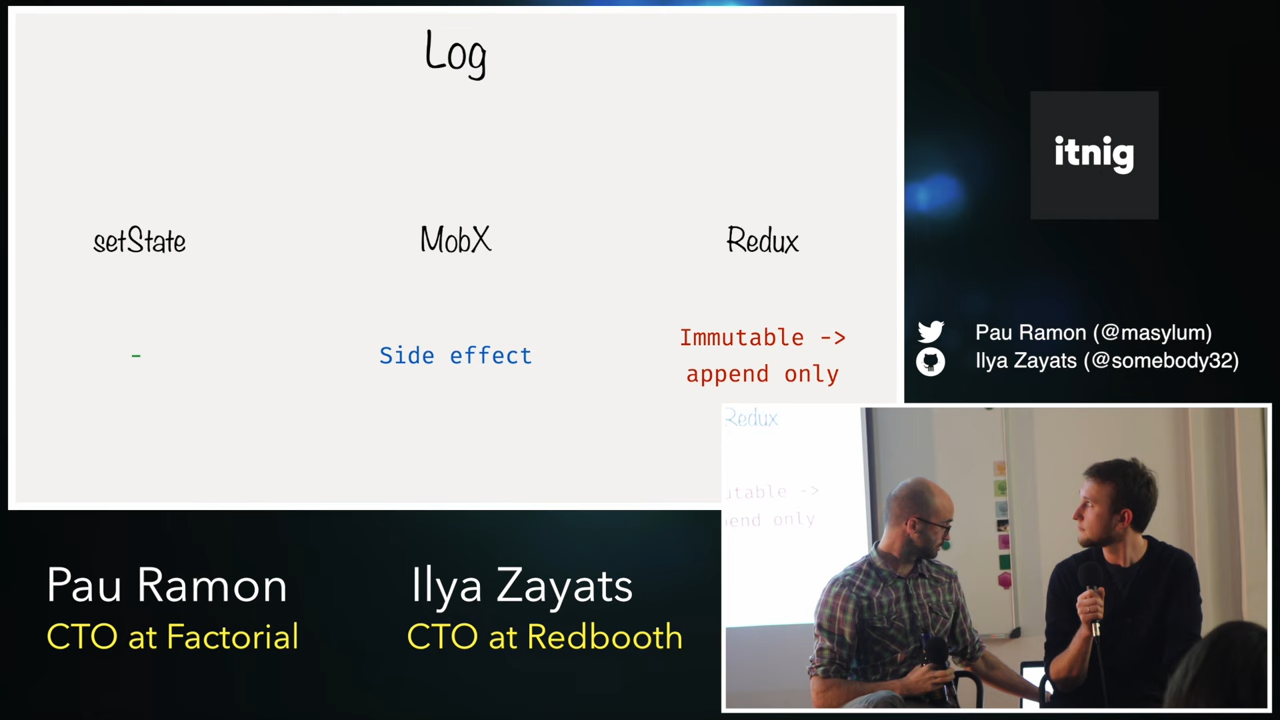 Log
setState
MobX
Redux
-
Side effect
Immutable ->
append only
itnig
Pau Ramon (@masylum)
Ilya Zayats (@somebody32)
Redux
utable ->
end only
Pau Ramon
Ilya Zayats
CTO at Factorial
CTO at Redbooth